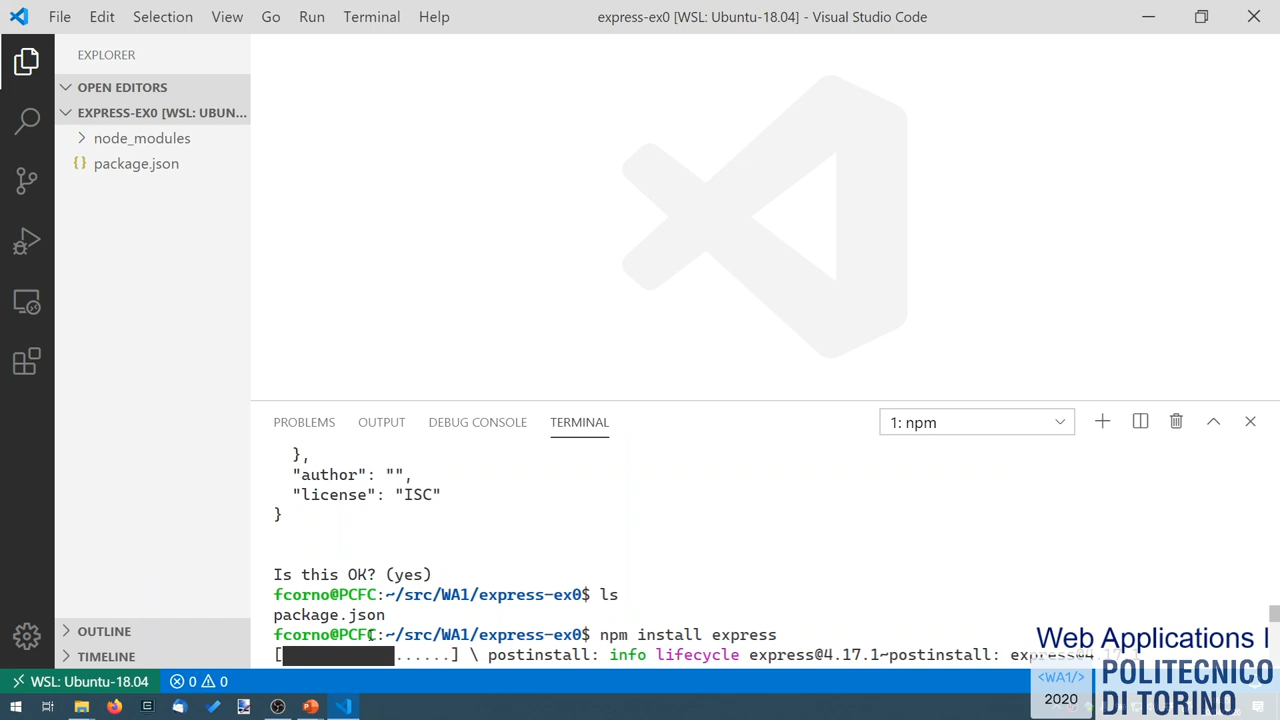 File Edit Selection View Go Run Terminal Help
express-ex0 [WSL: Ubuntu-18.04] - Visual Studio Code
EXPLORER
OPEN EDITORS
EXPRESS-EX0 [WSL: UBUN...
node_modules
{} package.json
OUTLINE
TIMELINE
PROBLEMS OUTPUT DEBUG CONSOLE TERMINAL
1: npm
},
"author": "",
"license": "ISC"
}
Is this OK? (yes)
fcorno@PCFC:~/src/WA1/express-ex0$ ls
package.json
fcorno@PCFC:~/src/WA1/express-ex0$ npm install express
[ ......] \ postinstall: info lifecycle express@4.17.1~postinstall: express@4.17
WSL: Ubuntu-18.04 0 0
Web Applications I
<WA1/>
2020
POLITECNICO
DI TORINO